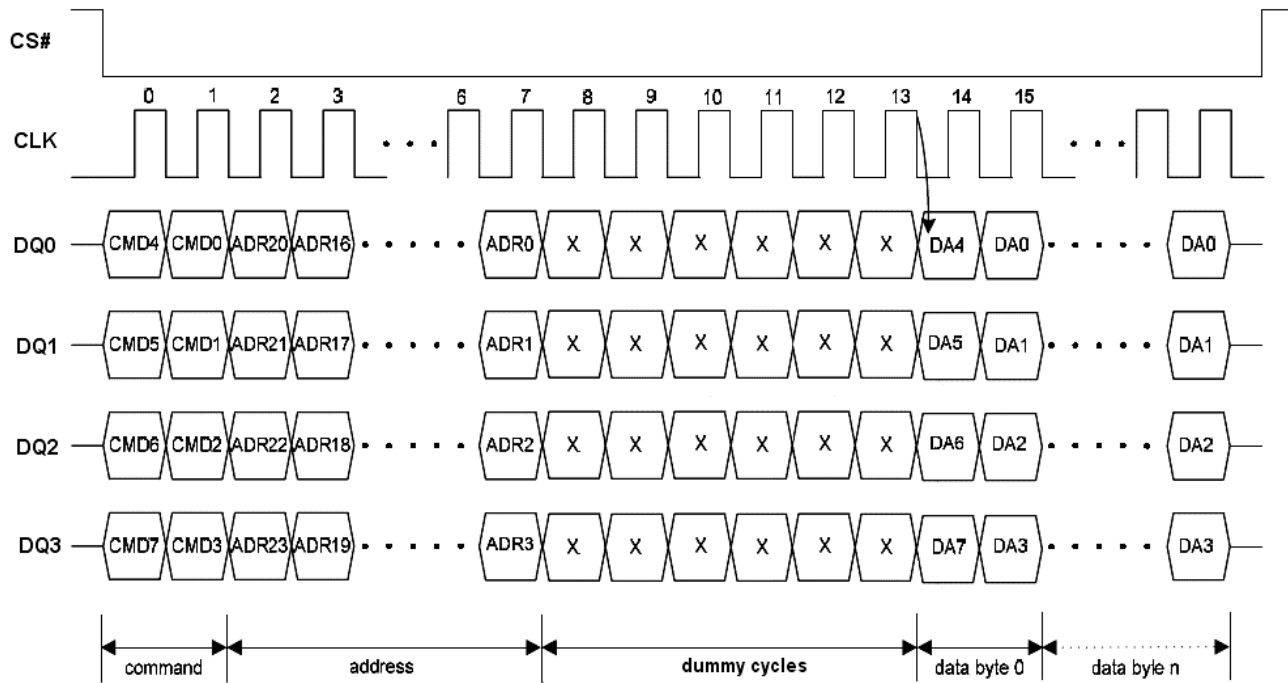 CS#
0 1 2 3 6 7 8 9 10 11 12 13 14 15
CLK
DQ0 CMD4 CMD0 ADR20 ADR16 ADR0 X X X X X X DA4 DA0 DA0
DQ1 CMD5 CMD1 ADR21 ADR17 ADR1 X X X X X X DA5 DA1 DA1
DQ2 CMD6 CMD2 ADR22 ADR18 ADR2 X X X X X X DA6 DA2 DA2
DQ3 CMD7 CMD3 ADR23 ADR19 ADR3 X X X X X X DA7 DA3 DA3
command address dummy cycles data byte 0 data byle n